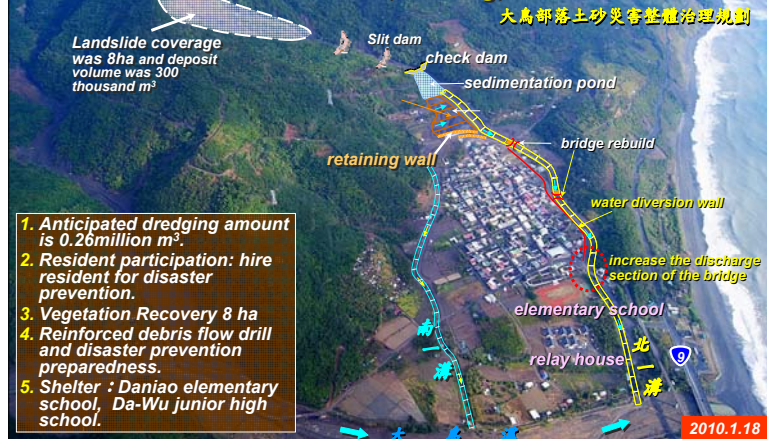 大鳥部落土砂災害整體治理規劃
Landslide coverage
was 8ha and deposit
volume was 300
thousand m³
Slit dam
check dam
sedimentation pond
bridge rebuild
retaining wall
water diversion wall
increase the discharge
section of the bridge
elementary school
relay house
1. Anticipated dredging amount
is 0.26million m³.
2. Resident participation: hire
resident for disaster
prevention.
3. Vegetation Recovery 8 ha
4. Reinforced debris flow drill
and disaster prevention
preparedness.
5. Shelter：Daniao elementary
school, Da-Wu junior high
school.
南一溝
北一溝
9
2010.1.18